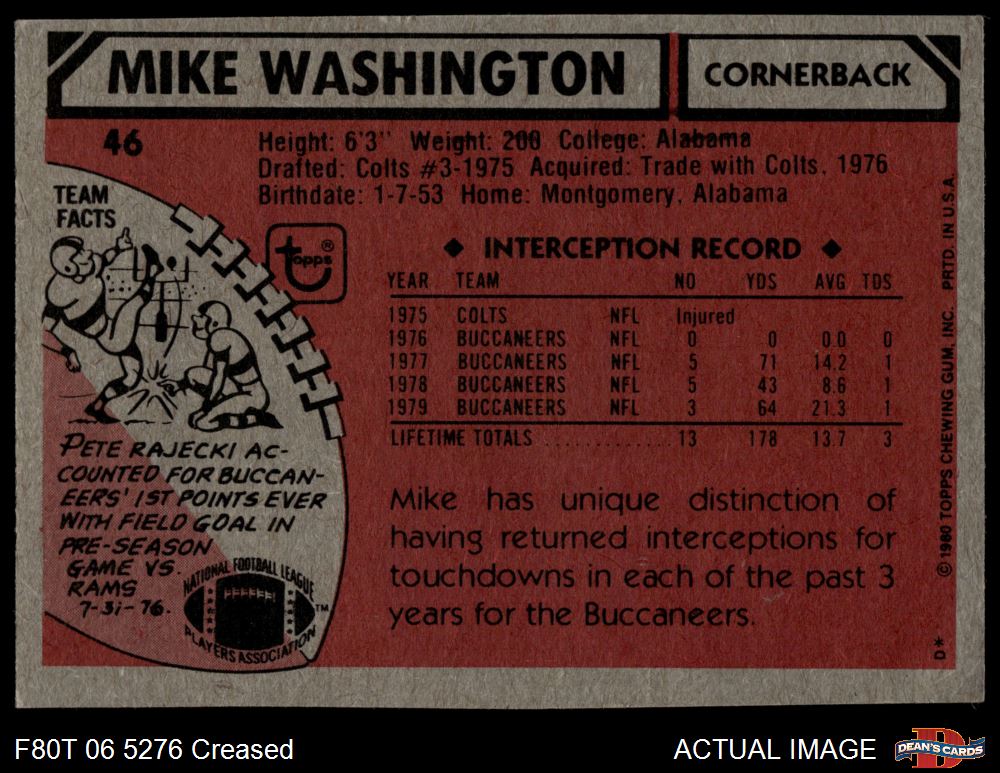 MIKE WASHINGTON
CORNERBACK
46
Height: 6'3" Weight: 200 College: Alabama
Drafted: Colts #3-1975 Acquired: Trade with Colts, 1976
Birthdate: 1-7-53 Home: Montgomery, Alabama
TEAM
FACTS
topps ®
◆ INTERCEPTION RECORD ◆
YEAR TEAM NO YDS AVG TDS
1975 COLTS NFL Injured
1976 BUCCANEERS NFL 0 0 0.0 0
1977 BUCCANEERS NFL 5 71 14.2 1
1978 BUCCANEERS NFL 5 43 8.6 1
1979 BUCCANEERS NFL 3 64 21.3 1
LIFETIME TOTALS ............. 13 178 13.7 3
PETE RAJECKI AC-
COUNTED FOR BUCCAN-
EERS' 1ST POINTS EVER
WITH FIELD GOAL IN
PRE-SEASON
GAME VS.
RAMS
7-31-76.
NATIONAL FOOTBALL LEAGUE
PLAYERS ASSOCIATION
TM
Mike has unique distinction of
having returned interceptions for
touchdowns in each of the past 3
years for the Buccaneers.
© 1980 TOPPS CHEWING GUM, INC. PRTD. IN U.S.A.
D*
F80T 06 5276 Creased
ACTUAL IMAGE
D
DEAN'S CARDS